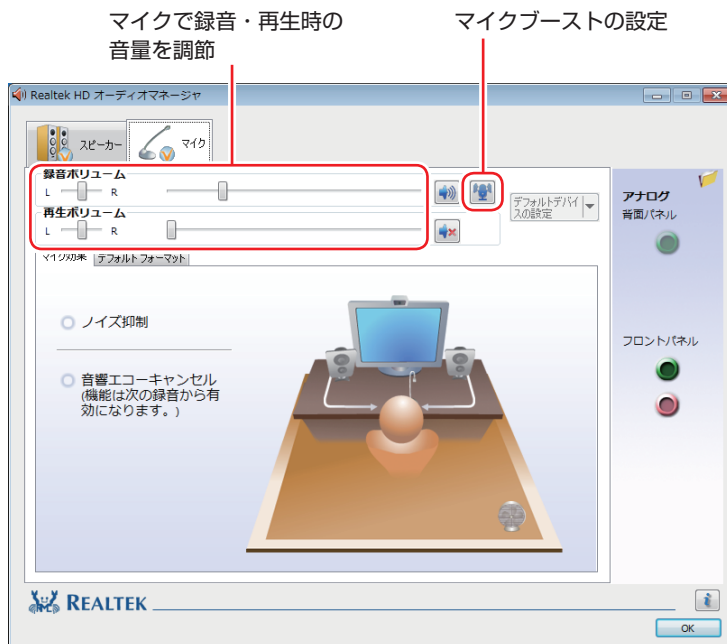 マイクで録音・再生時の
音量を調節
マイクブーストの設定
Realtek HD オーディオマネージャ
スピーカー
マイク
録音ボリューム
L R
再生ボリューム
L R
デフォルトデバイ
スの設定
アナログ
背面パネル
マイク効果 デフォルトフォーマット
ノイズ抑制
音響エコーキャンセル
(機能は次の録音から有
効になります。)
フロントパネル
REALTEK
OK